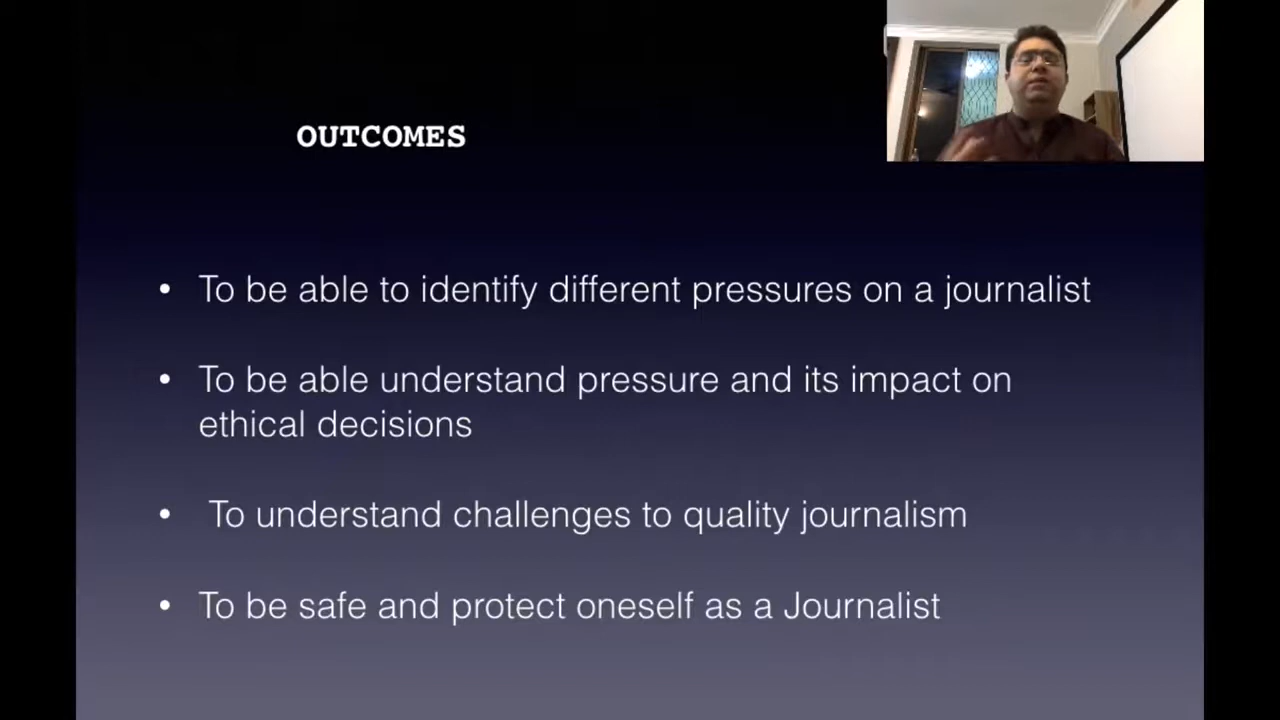 OUTCOMES
• To be able to identify different pressures on a journalist
• To be able understand pressure and its impact on
ethical decisions
• To understand challenges to quality journalism
• To be safe and protect oneself as a Journalist